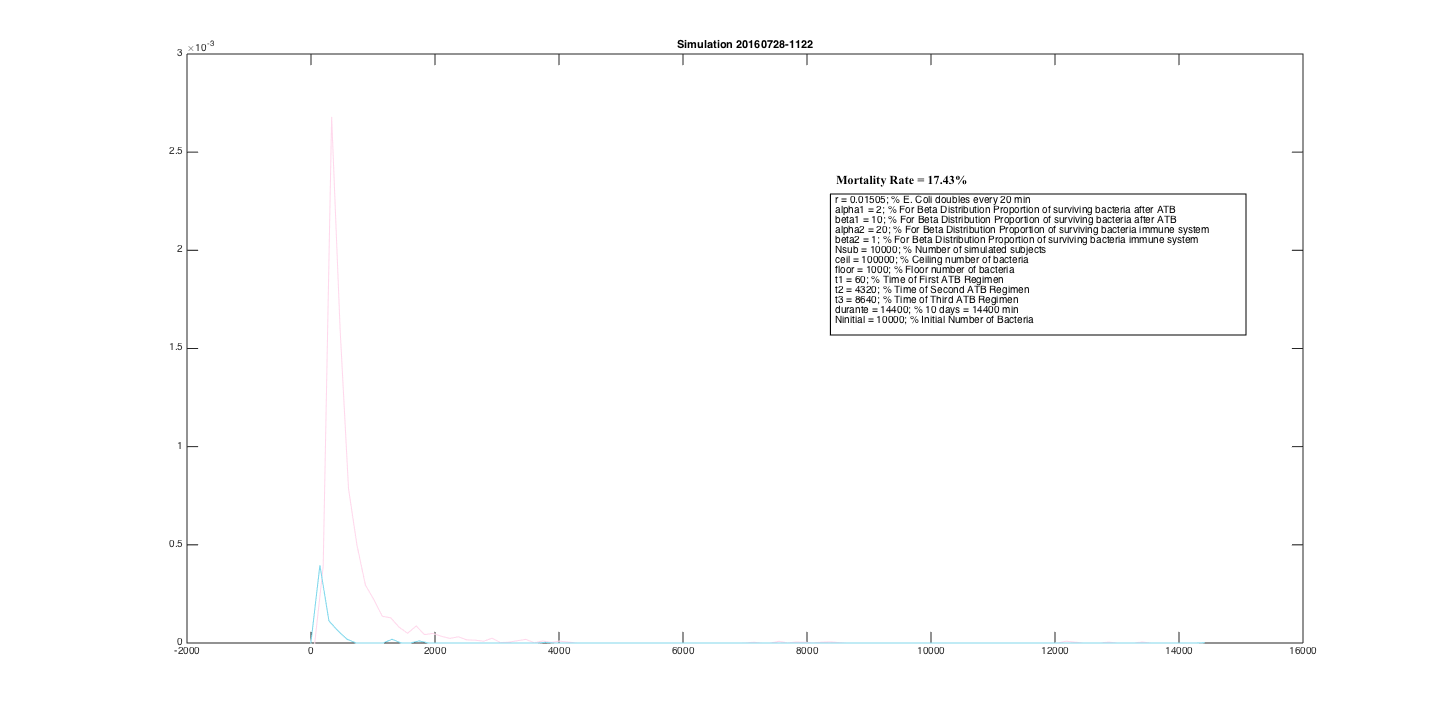 Simulation 20160728-1122
×10-3
3
2.5
2
1.5
1
0.5
0
Mortality Rate = 17.43%
r = 0.01505; % E. Coli doubles every 20 min
alpha1 = 2; % For Beta Distribution Proportion of surviving bacteria after ATB
beta1 = 10; % For Beta Distribution Proportion of surviving bacteria after ATB
alpha2 = 20; % For Beta Distribution Proportion of surviving bacteria immune system
beta2 = 1; % For Beta Distribution Proportion of surviving bacteria immune system
Nsub = 10000; % Number of simulated subjects
ceil = 100000; % Ceiling number of bacteria
floor = 1000; % Floor number of bacteria
t1 = 60; % Time of First ATB Regimen
t2 = 4320; % Time of Second ATB Regimen
t3 = 8640; % Time of Third ATB Regimen
durante = 14400; % 10 days = 14400 min
Ninitial = 10000; % Initial Number of Bacteria
-2000 0 2000 4000 6000 8000 10000 12000 14000 16000